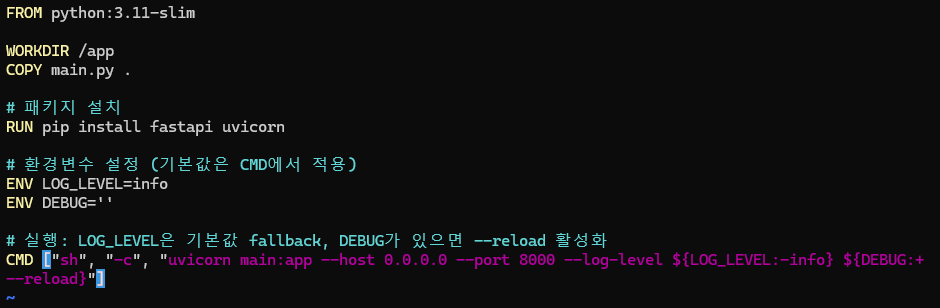 FROM python:3.11-slim
WORKDIR /app
COPY main.py .
# 패키지 설치
RUN pip install fastapi uvicorn
# 환경변수 설정 (기본값은 CMD에서 적용)
ENV LOG_LEVEL=info
ENV DEBUG=''
# 실행: LOG_LEVEL은 기본값 fallback, DEBUG가 있으면 --reload 활성화
CMD ["sh", "-c", "uvicorn main:app --host 0.0.0.0 --port 8000 --log-level ${LOG_LEVEL:-info} ${DEBUG:+
--reload}"]
~